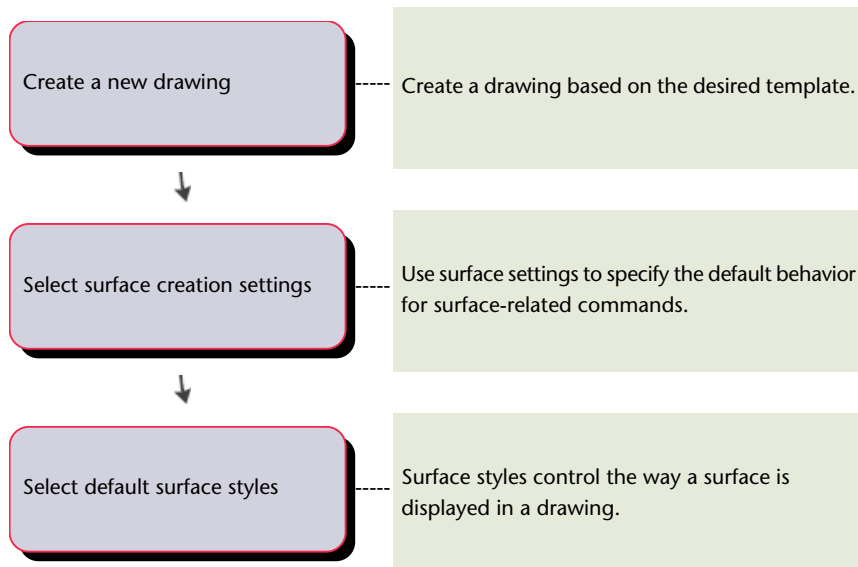 Create a new drawing
Create a drawing based on the desired template.
Select surface creation settings
Use surface settings to specify the default behavior
for surface-related commands.
Select default surface styles
Surface styles control the way a surface is
displayed in a drawing.